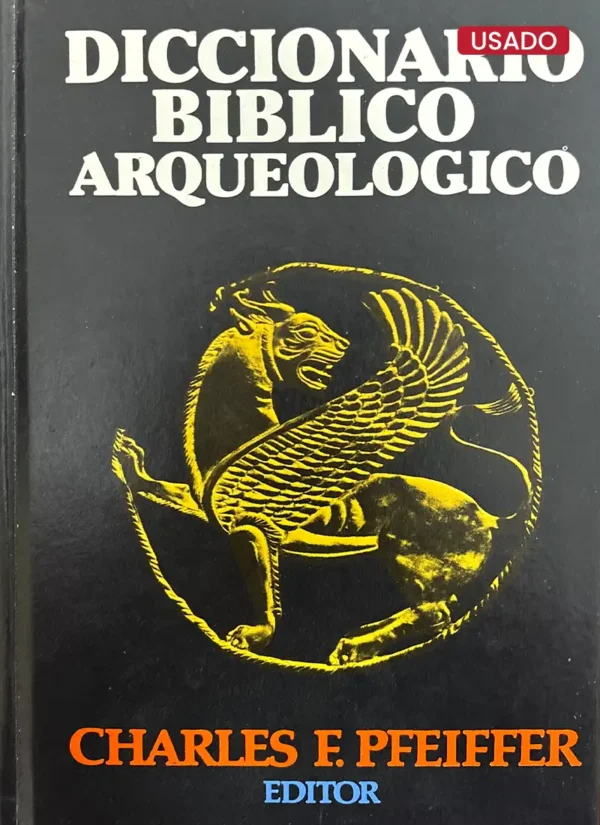 USADO
DICCIONARIO
BIBLICO
ARQUEOLOGICO
CHARLES F. PFEIFFER
EDITOR